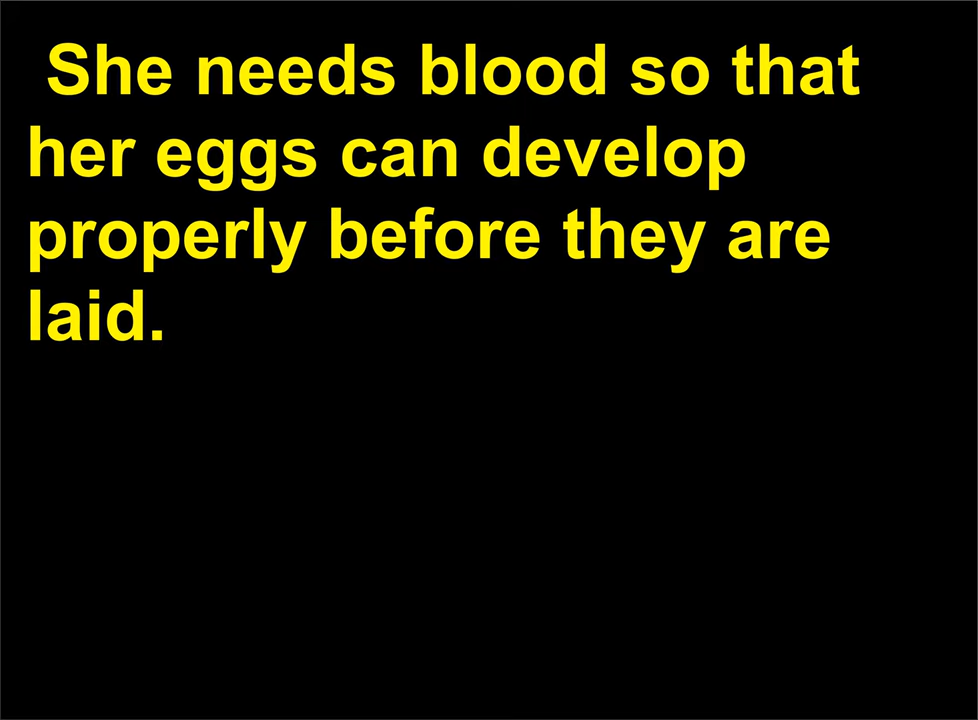 She needs blood so that
her eggs can develop
properly before they are
laid.